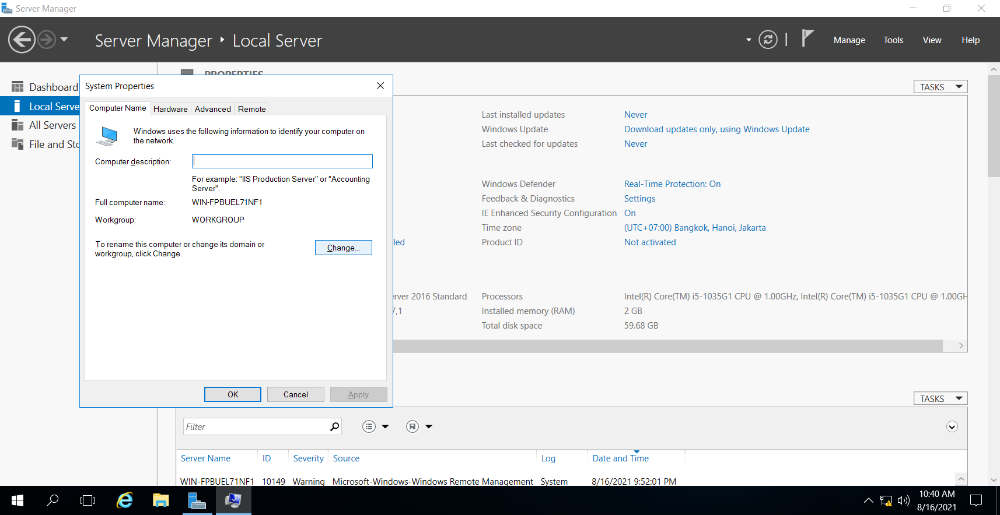 Server Manager
Server Manager Local Server
Manage Tools View Help
PROPERTIES
Dashboard
Local Serve
All Servers
File and Sto
TASKS
System Properties
Computer Name Hardware Advanced Remote
Windows uses the following information to identify your computer on
the network.
Computer description:
For example: "IIS Production Server" or "Accounting
Server".
Full computer name: WIN-FPBUEL71NF1
Workgroup: WORKGROUP
To rename this computer or change its domain or
workgroup, click Change.
Change...
OK Cancel Apply
Last installed updates Never
Windows Update Download updates only, using Windows Update
Last checked for updates Never
Windows Defender Real-Time Protection: On
Feedback & Diagnostics Settings
IE Enhanced Security Configuration On
Time zone (UTC+07:00) Bangkok, Hanoi, Jakarta
led Product ID Not activated
erver 2016 Standard Processors Intel(R) Core(TM) i5-1035G1 CPU @ 1.00GHz, Intel(R) Core(TM) i5-1035G1 CPU @ 1.00GH
7,1 Installed memory (RAM) 2 GB
Total disk space 59.68 GB
TASKS
Filter
Server Name ID Severity Source Log Date and Time
WIN-FPBUEL71NF1 10149 Warning Microsoft-Windows-Windows Remote Management System 8/16/2021 9:52:01 PM
10:40 AM
8/16/2021